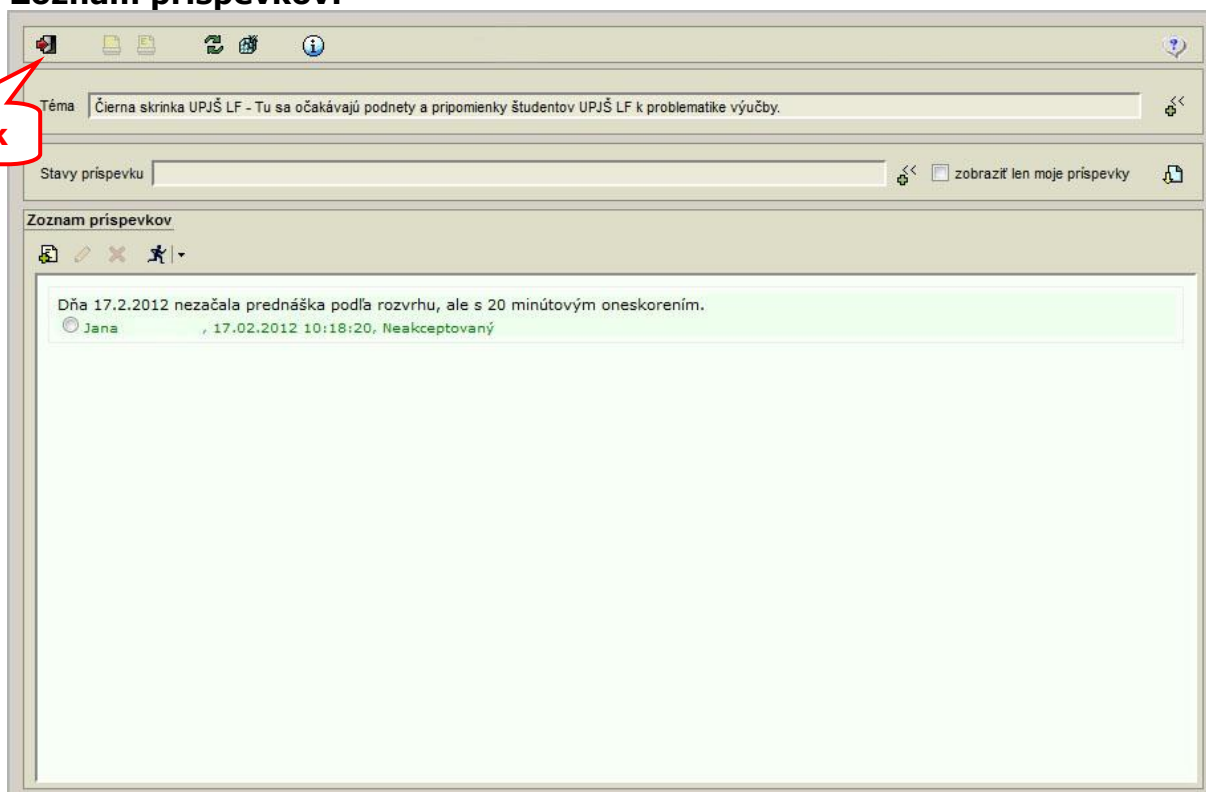 Zoznam príspevkov:
Téma Čierna skrinka UPJŠ LF - Tu sa očakávajú podnety a pripomienky študentov UPJŠ LF k problematike výučby.
k
Stavy príspevku zobraziť len moje príspevky
Zoznam príspevkov
Dňa 17.2.2012 nezačala prednáška podľa rozvrhu, ale s 20 minútovým oneskorením.
Jana , 17.02.2012 10:18:20, Neakceptovaný